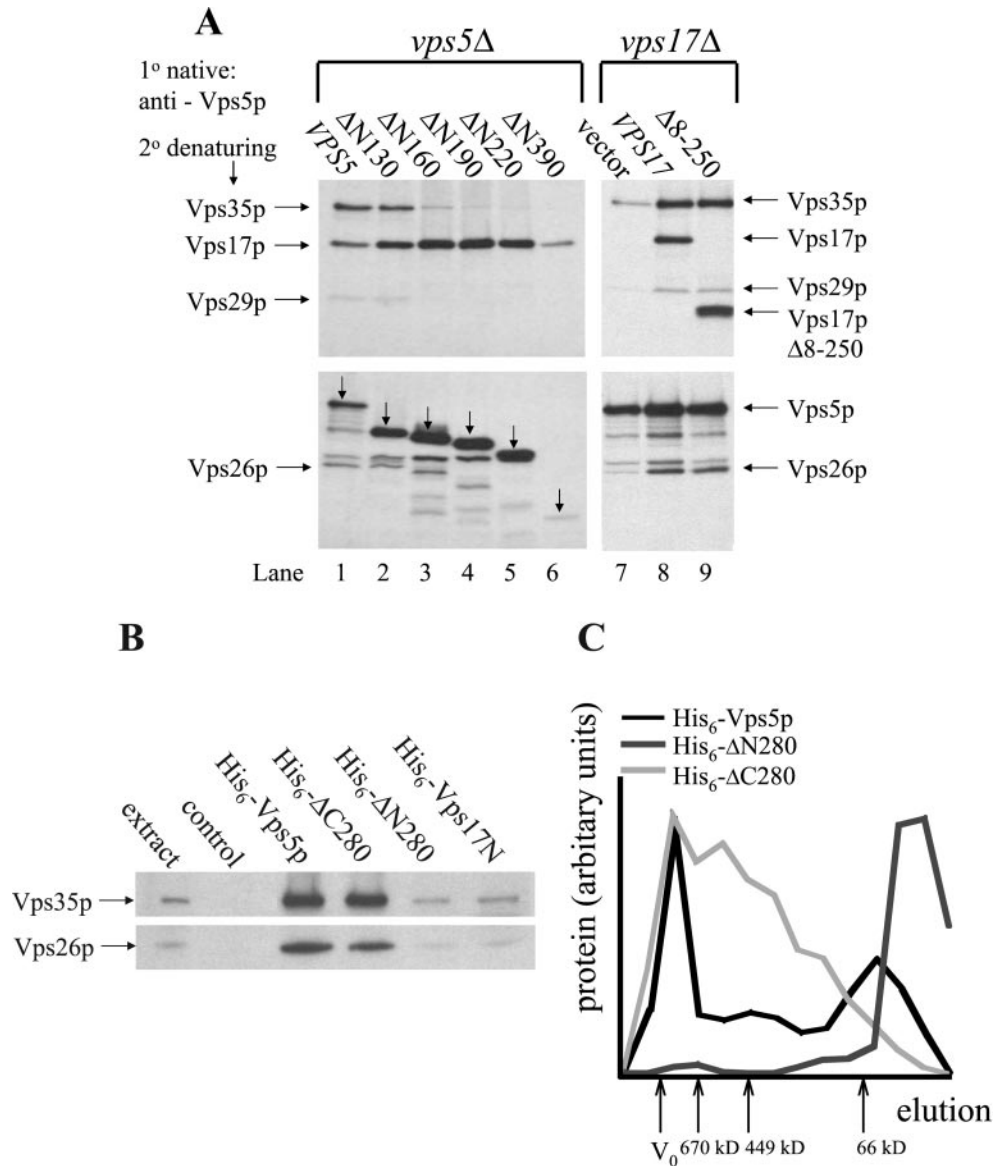 A
vps5Δ
vps17Δ
1º native:
anti - Vps5p
2º denaturing
VPS5
ΔN130
ΔN160
ΔN190
ΔN220
ΔN390
vector
VPS17
Δ8-250
Vps35p
Vps17p
Vps29p
Vps35p
Vps17p
Vps29p
Vps17p
Δ8-250
Vps26p
Vps5p
Vps26p
Lane 1 2 3 4 5 6 7 8 9
B
extract
control
His6-Vps5p
His6-ΔC280
His6-ΔN280
His6-Vps17N
Vps35p
Vps26p
C
protein (arbitary units)
His6-Vps5p
His6-ΔN280
His6-ΔC280
elution
V0 670 kD 449 kD 66 kD